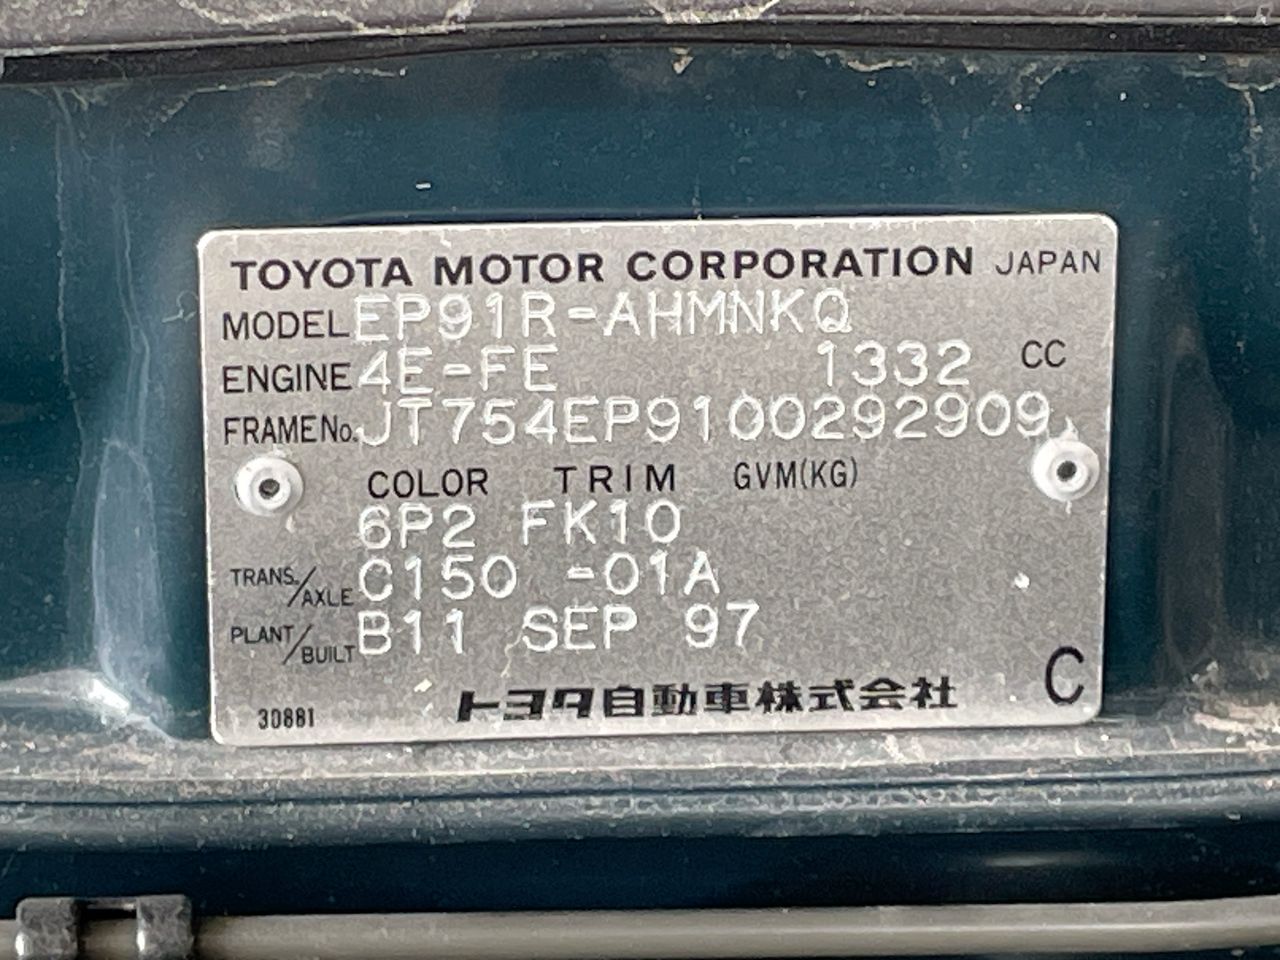 TOYOTA MOTOR CORPORATION JAPAN
MODEL EP91R-AHMNKQ
ENGINE 4E-FE 1332 CC
FRAME No. JT754EP9100292909
COLOR TRIM GVM(KG)
6P2 FK10
TRANS./AXLE C150 -01A
PLANT/BUILT B11 SEP 97
トヨタ自動車株式会社 C
30881